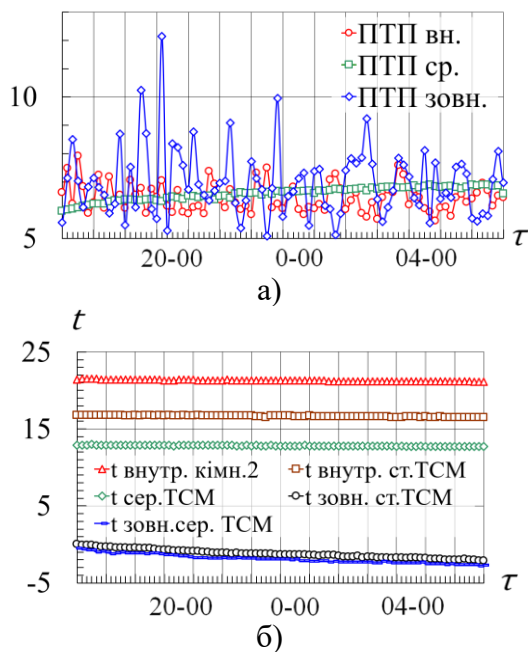 ПТП вн.
ПТП ср.
ПТП зовн.
10
5
20-00 0-00 04-00 τ
а)
t
25
15
t внутр. кімн.2 t внутр. ст.ТСМ
t сер.ТСМ t зовн. ст.ТСМ
t зовн.сер. ТСМ
5
-5
20-00 0-00 04-00 τ
б)